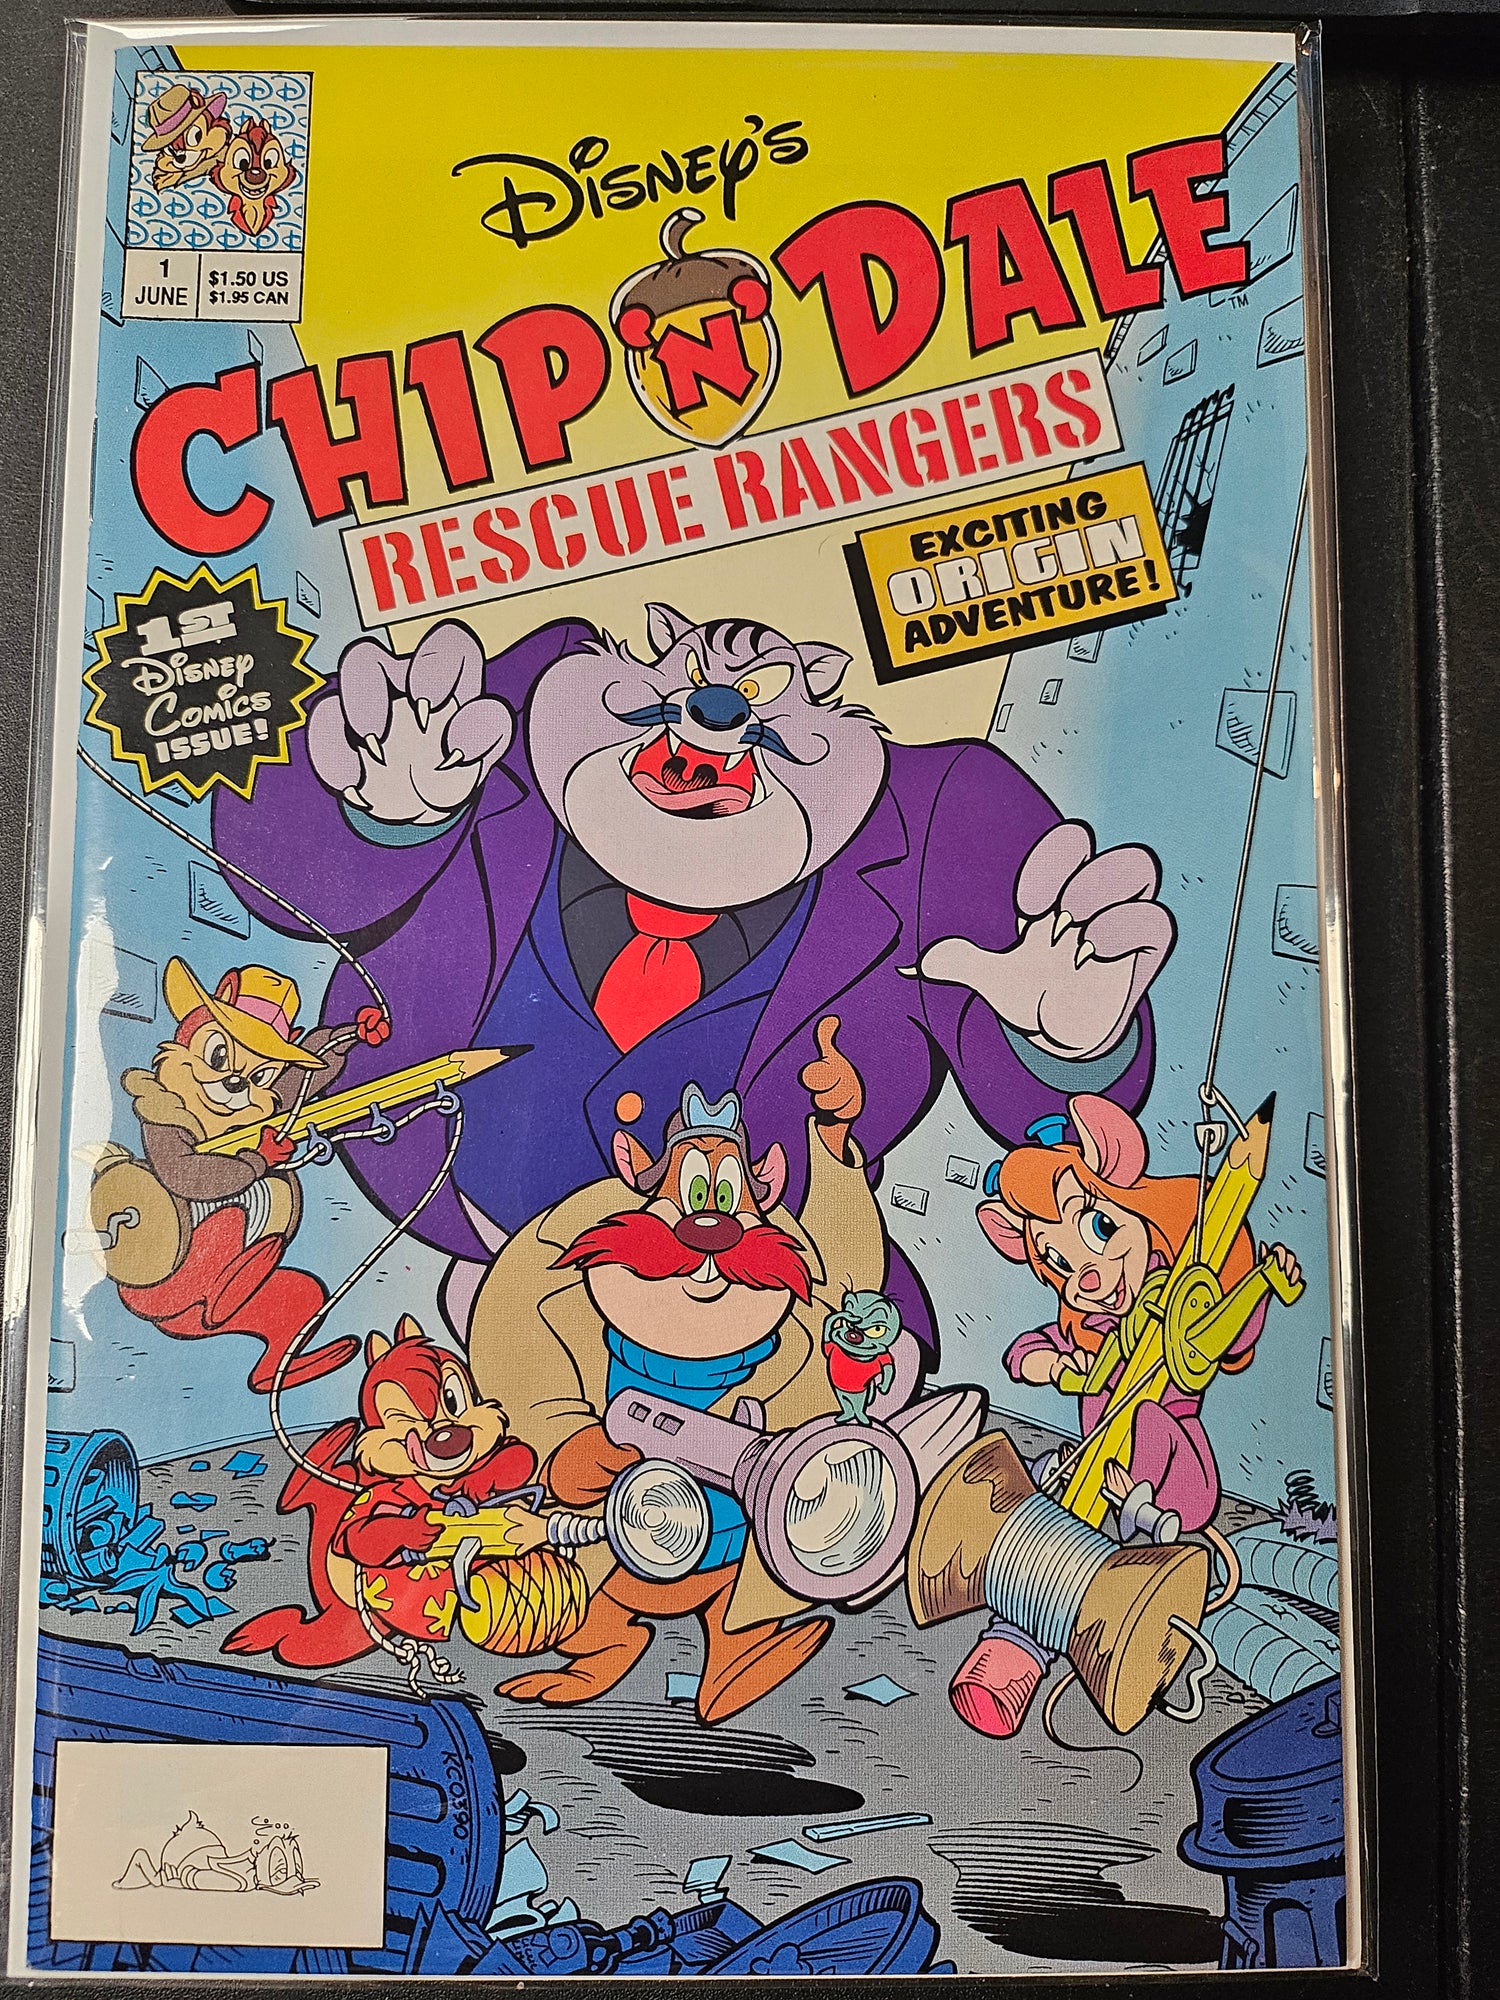 1
JUNE
$1.50 US
$1.95 CAN
DISNEY'S
CHIP 'N' DALE
TM
RESCUE RANGERS
EXCITING
ORIGIN
ADVENTURE!
1ST
DISNEY
COMICS
ISSUE!
KC0390